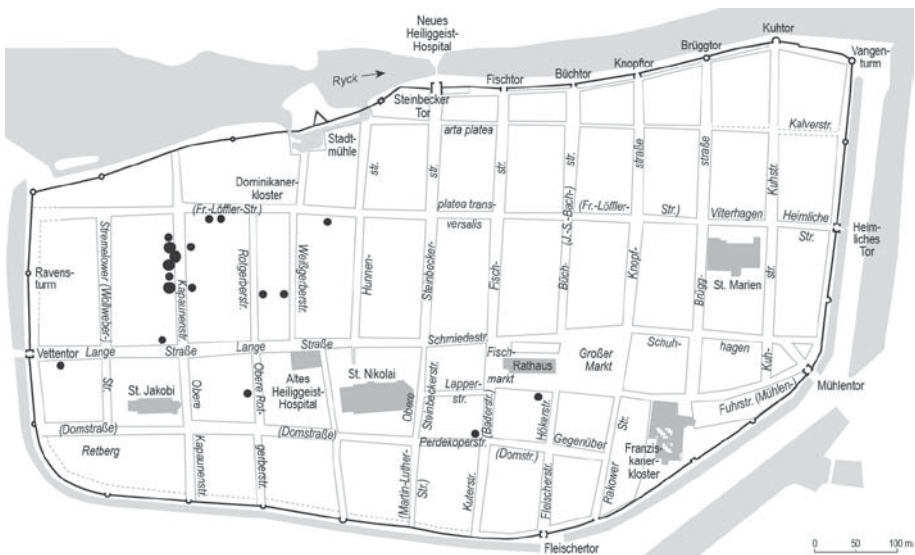 Neues
Heiliggeist-
Hospital
Kuhtor
Brüggtor
Vangen-
turm
Ryck
Fischtor
Büchtor
Knopftor
Steinbecker
Tor
arta platea
Kalverstr.
Stadt-
mühle
str.
str.
str.
str.
straße
straße
Kuhstr.
Dominikaner-
kloster
(Fr.-Löffler-Str.)
platea trans-
versalis
(J.-S.-Bach-)
(Fr.-Löffler-
Str.)
Vilterhagen
Heimliche
Str.
Heim-
liches
Tor
Stremelower (Wollweber-
Kapaunenstr.
Rotgerberstr.
Weißgerberstr.
Hunnen-
Steinbecker-
Fisch-
Büch-
Knopf-
Brügg-
str.
St. Marien
Ravens-
turm
Vettentor
Lange
Straße
Lange
Straße
Schmiedestr.
Fisch-
markt
Rathaus
Großer
Markt
Schuh-
hagen
Kuh-
Mühlentor
Str.
St. Jakobi
Obere
Kapaunenstr.
Obere Rot-
gerberstr.
Altes
Heiliggeist-
Hospital
St. Nikolai
Obere
Steinbeckerstr.
Lapper-
str.
(Baderstr.)
Hökerstr.
Fuhrstr. (Mühlen-
Str.
Franzis-
kaner-
kloster
(Domstraße)
(Domstraße)
Perdekoperstr.
(Domstr.)
Gegenüber
Retberg
(Martin-Luther-
Str.)
Kuterstr.
Fleischerstr.
Rakower
Fleischertor
0 50 100 m